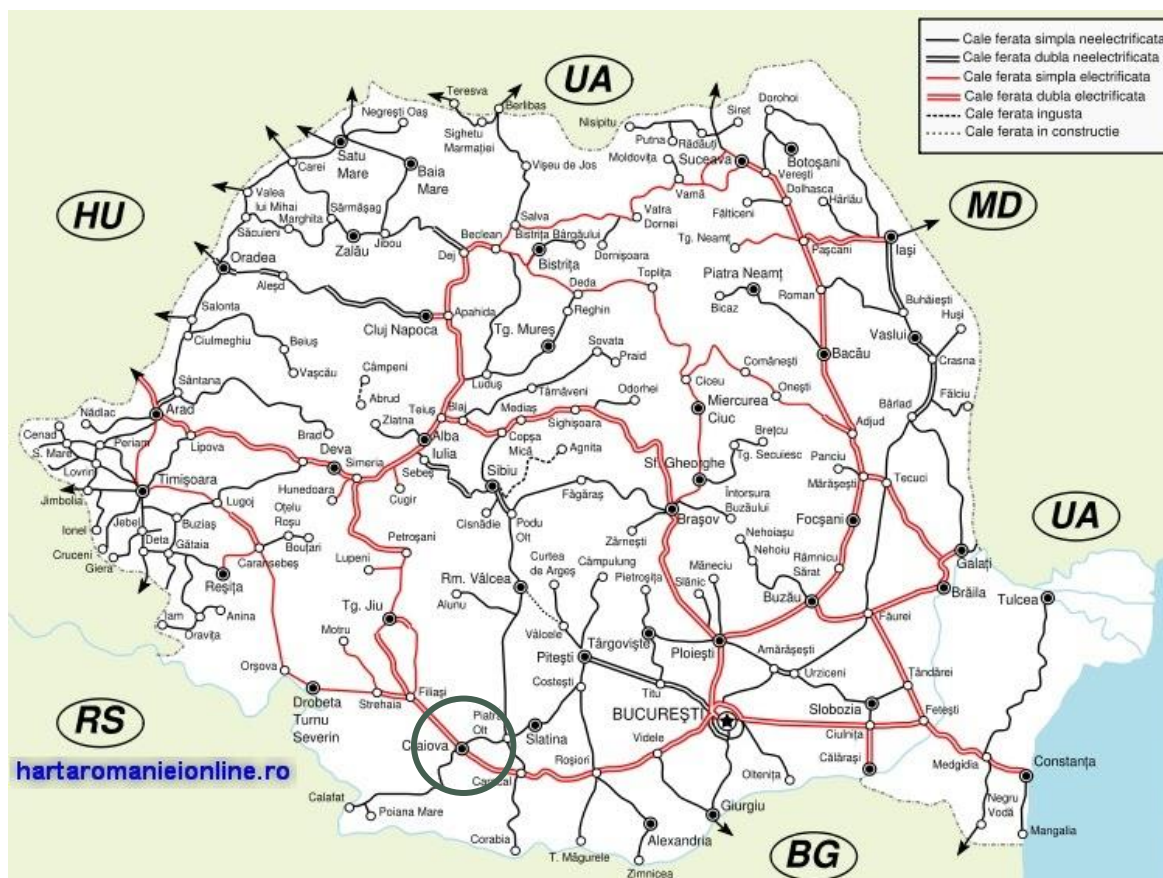 Cale ferata simpla neelectrificata
Cale ferata dubla neelectrificata
Cale ferata simpla electrificata
Cale ferata dubla electrificata
Cale ferata ingusta
Cale ferata in constructie
UA
HU
MD
UA
RS
BG
hartaromanieionline.ro
Teresva
Berlibas
Negrești Oaș
Sighetu
Marmației
Satu
Mare
Carei
Baia
Mare
Vișeu de Jos
Valea
lui Mihai
Marghita
Sărmășag
Săcuieni
Zalău
Jibou
Salva
Beclean
Bistrița Bârgăului
Bistrița
Dej
Nisipitu
Putna
Rădăuți
Siret
Dorohoi
Moldovița
Suceava
Botoșani
Verești
Vamă
Dolhasca
Hârlău
Fălticeni
Vatra
Dornei
Dornișoara
Tg. Neamț
Pașcani
Iași
Oradea
Aleșd
Cluj Napoca
Apahida
Deda
Toplița
Reghin
Tg. Mureș
Piatra Neamț
Bicaz
Roman
Buhăiești
Huși
Vaslui
Crasna
Bacău
Salonta
Ciulmeghiu
Beiuș
Vașcău
Câmpeni
Abrud
Luduș
Sovata
Praid
Târnăveni
Odorhei
Ciceu
Miercurea
Ciuc
Comănești
Onești
Adjud
Bârlad
Fălciu
Sântana
Nădlac
Arad
Cenad
S. Mare
Periam
Lovrin
Lipova
Brad
Deva
Simeria
Zlatna
Teiuș
Blaj
Mediaș
Sighișoara
Alba
Iulia
Copșa
Mică
Agnita
Sebeș
Sibiu
Brețcu
Tg. Secuiesc
Sf. Gheorghe
Panciu
Mărășești
Tecuci
Jimbolia
Timișoara
Hunedoara
Cugir
Cisnădie
Podu
Olt
Făgăraș
Brașov
Întorsura
Buzăului
Zărnești
Focșani
Nehoiașu
Nehoiu
Râmnicu
Sărat
Galați
Ionel
Cruceni
Giera
Jebel
Deta
Buziaș
Gătaia
Lugoj
Oțelu
Roșu
Bouțari
Caransebeș
Reșița
Petroșani
Lupeni
Rm. Vâlcea
Alunu
Curtea
de Argeș
Câmpulung
Pietroșița
Măneciu
Slănic
Buzău
Brăila
Tulcea
Făurei
Iam
Oravița
Anina
Motru
Tg. Jiu
Vâlcele
Târgoviște
Ploiești
Amărășești
Urziceni
Țăndărei
Pitești
Costești
Titu
Orșova
Drobeta
Turnu
Severin
Strehaia
Filiași
Craiova
Piatra
Olt
Slatina
BUCUREȘTI
Slobozia
Fetești
Ciulnița
Călărași
Videle
Roșiori
Caracal
Oltenița
Medgidia
Constanța
Calafat
Poiana Mare
Corabia
T. Măgurele
Alexandria
Zimnicea
Giurgiu
Negru
Vodă
Mangalia